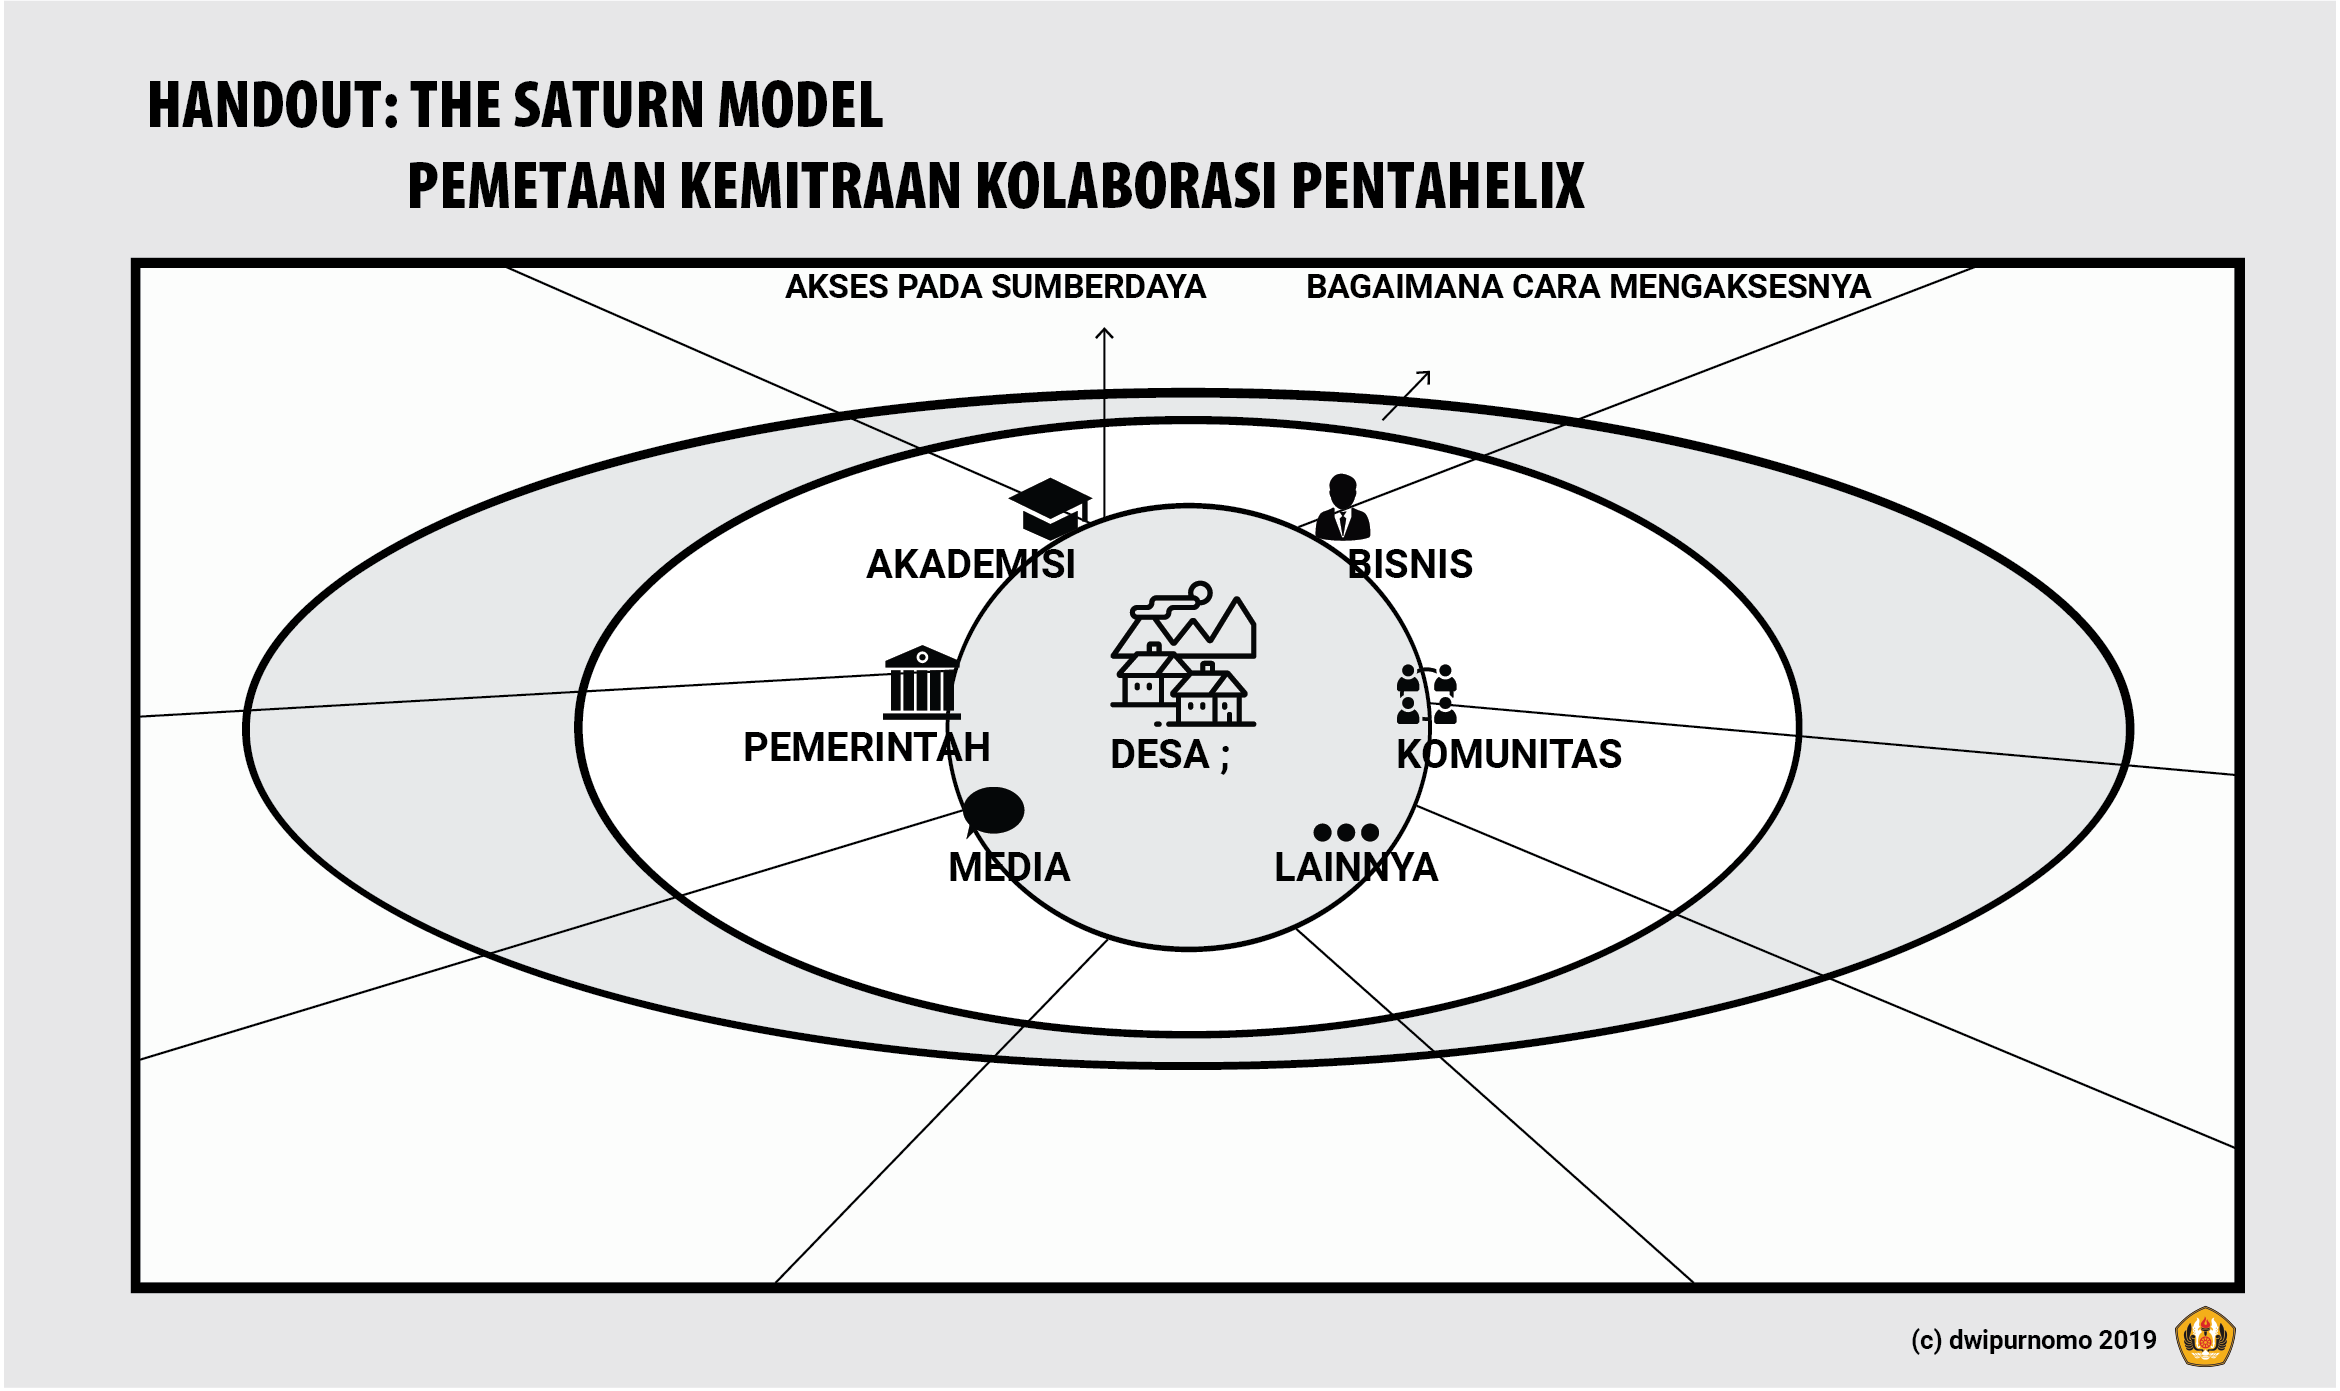 HANDOUT: THE SATURN MODEL
PEMETAAN KEMITRAAN KOLABORASI PENTAHELIX
AKSES PADA SUMBERDAYA
BAGAIMANA CARA MENGAKSESNYA
AKADEMISI
BISNIS
PEMERINTAH
DESA ;
KOMUNITAS
MEDIA
LAINNYA
(c) dwipurnomo 2019